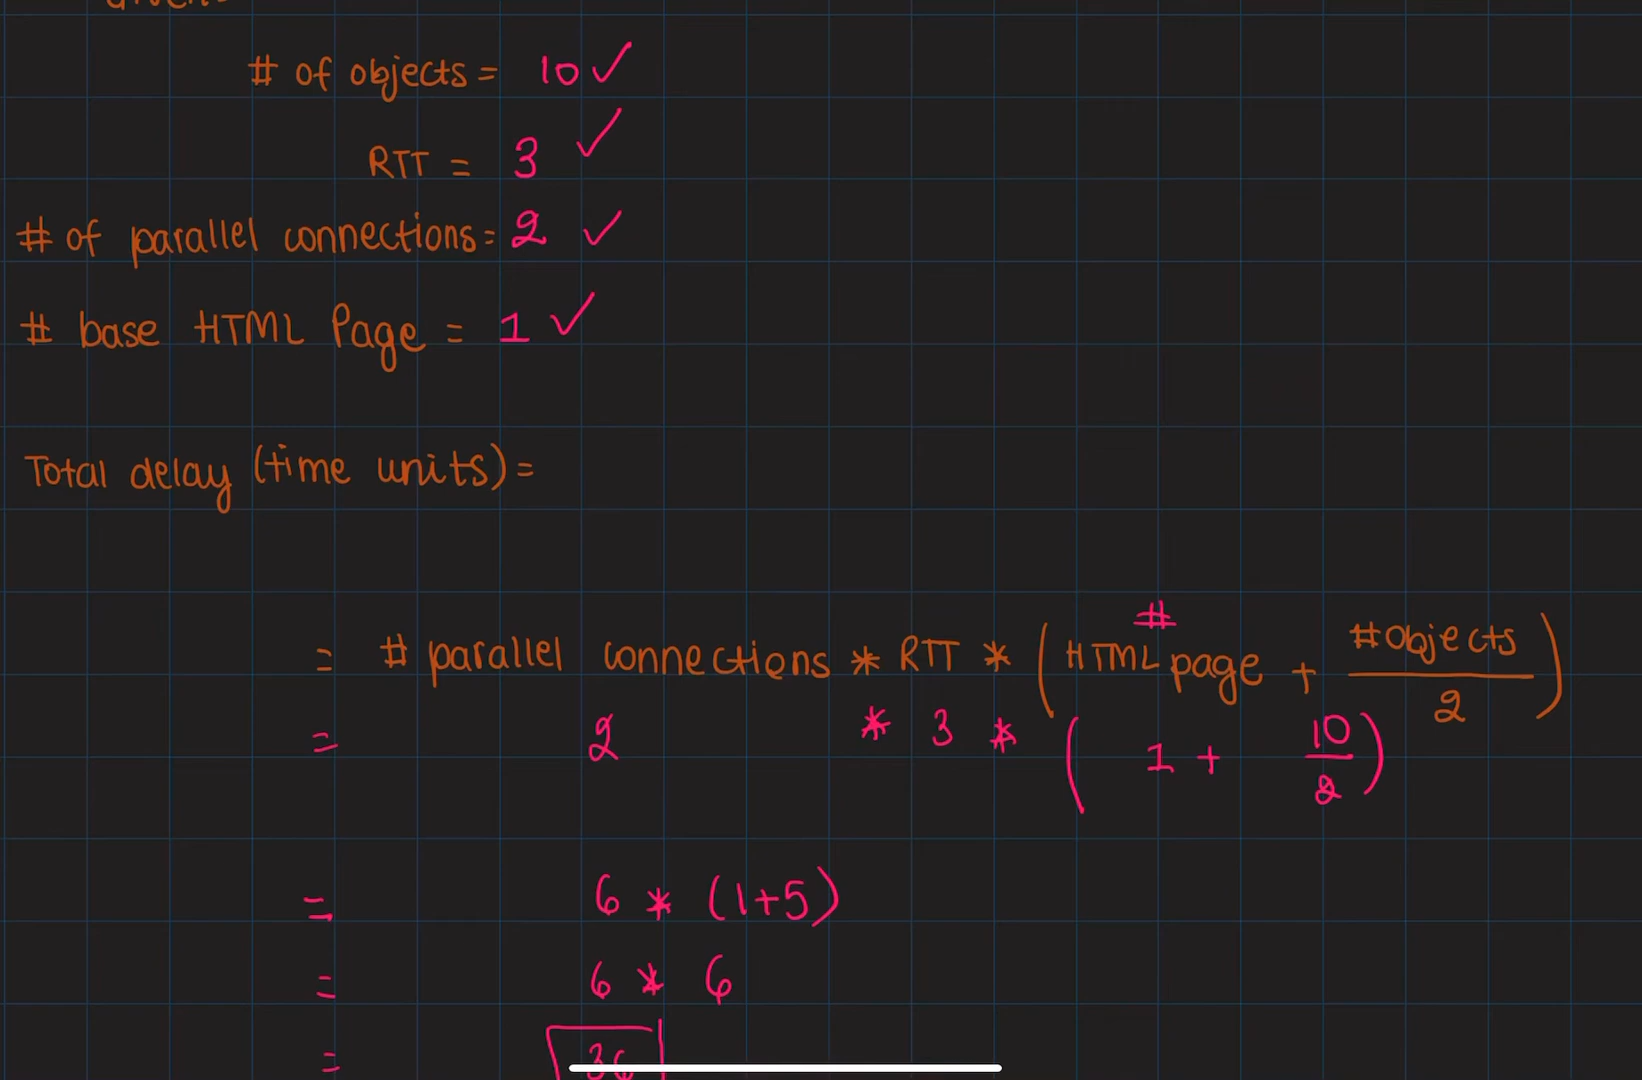 # of objects = 10 ✓
RTT = 3 ✓
# of parallel connections = 2 ✓
# base HTML Page = 1 ✓
Total delay (time units) =
= # parallel connections * RTT * (# HTML page + #Objects / 2)
= 2 * 3 * (1 + 10 / 2)
= 6 * (1+5)
= 6 * 6
= 36